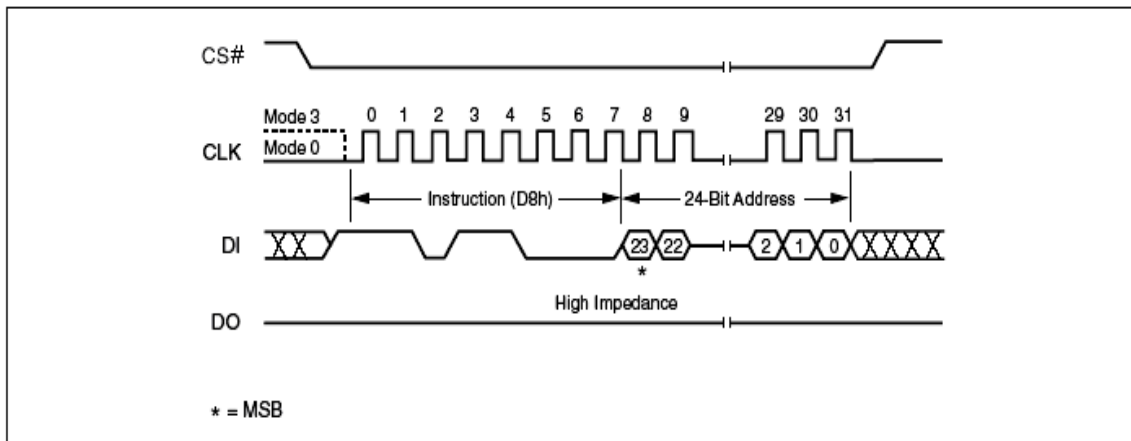 CS#
Mode 3 0 1 2 3 4 5 6 7 8 9 29 30 31
CLK Mode 0
Instruction (D8h) 24-Bit Address
DI 23 22 2 1 0
*
High Impedance
DO
* = MSB